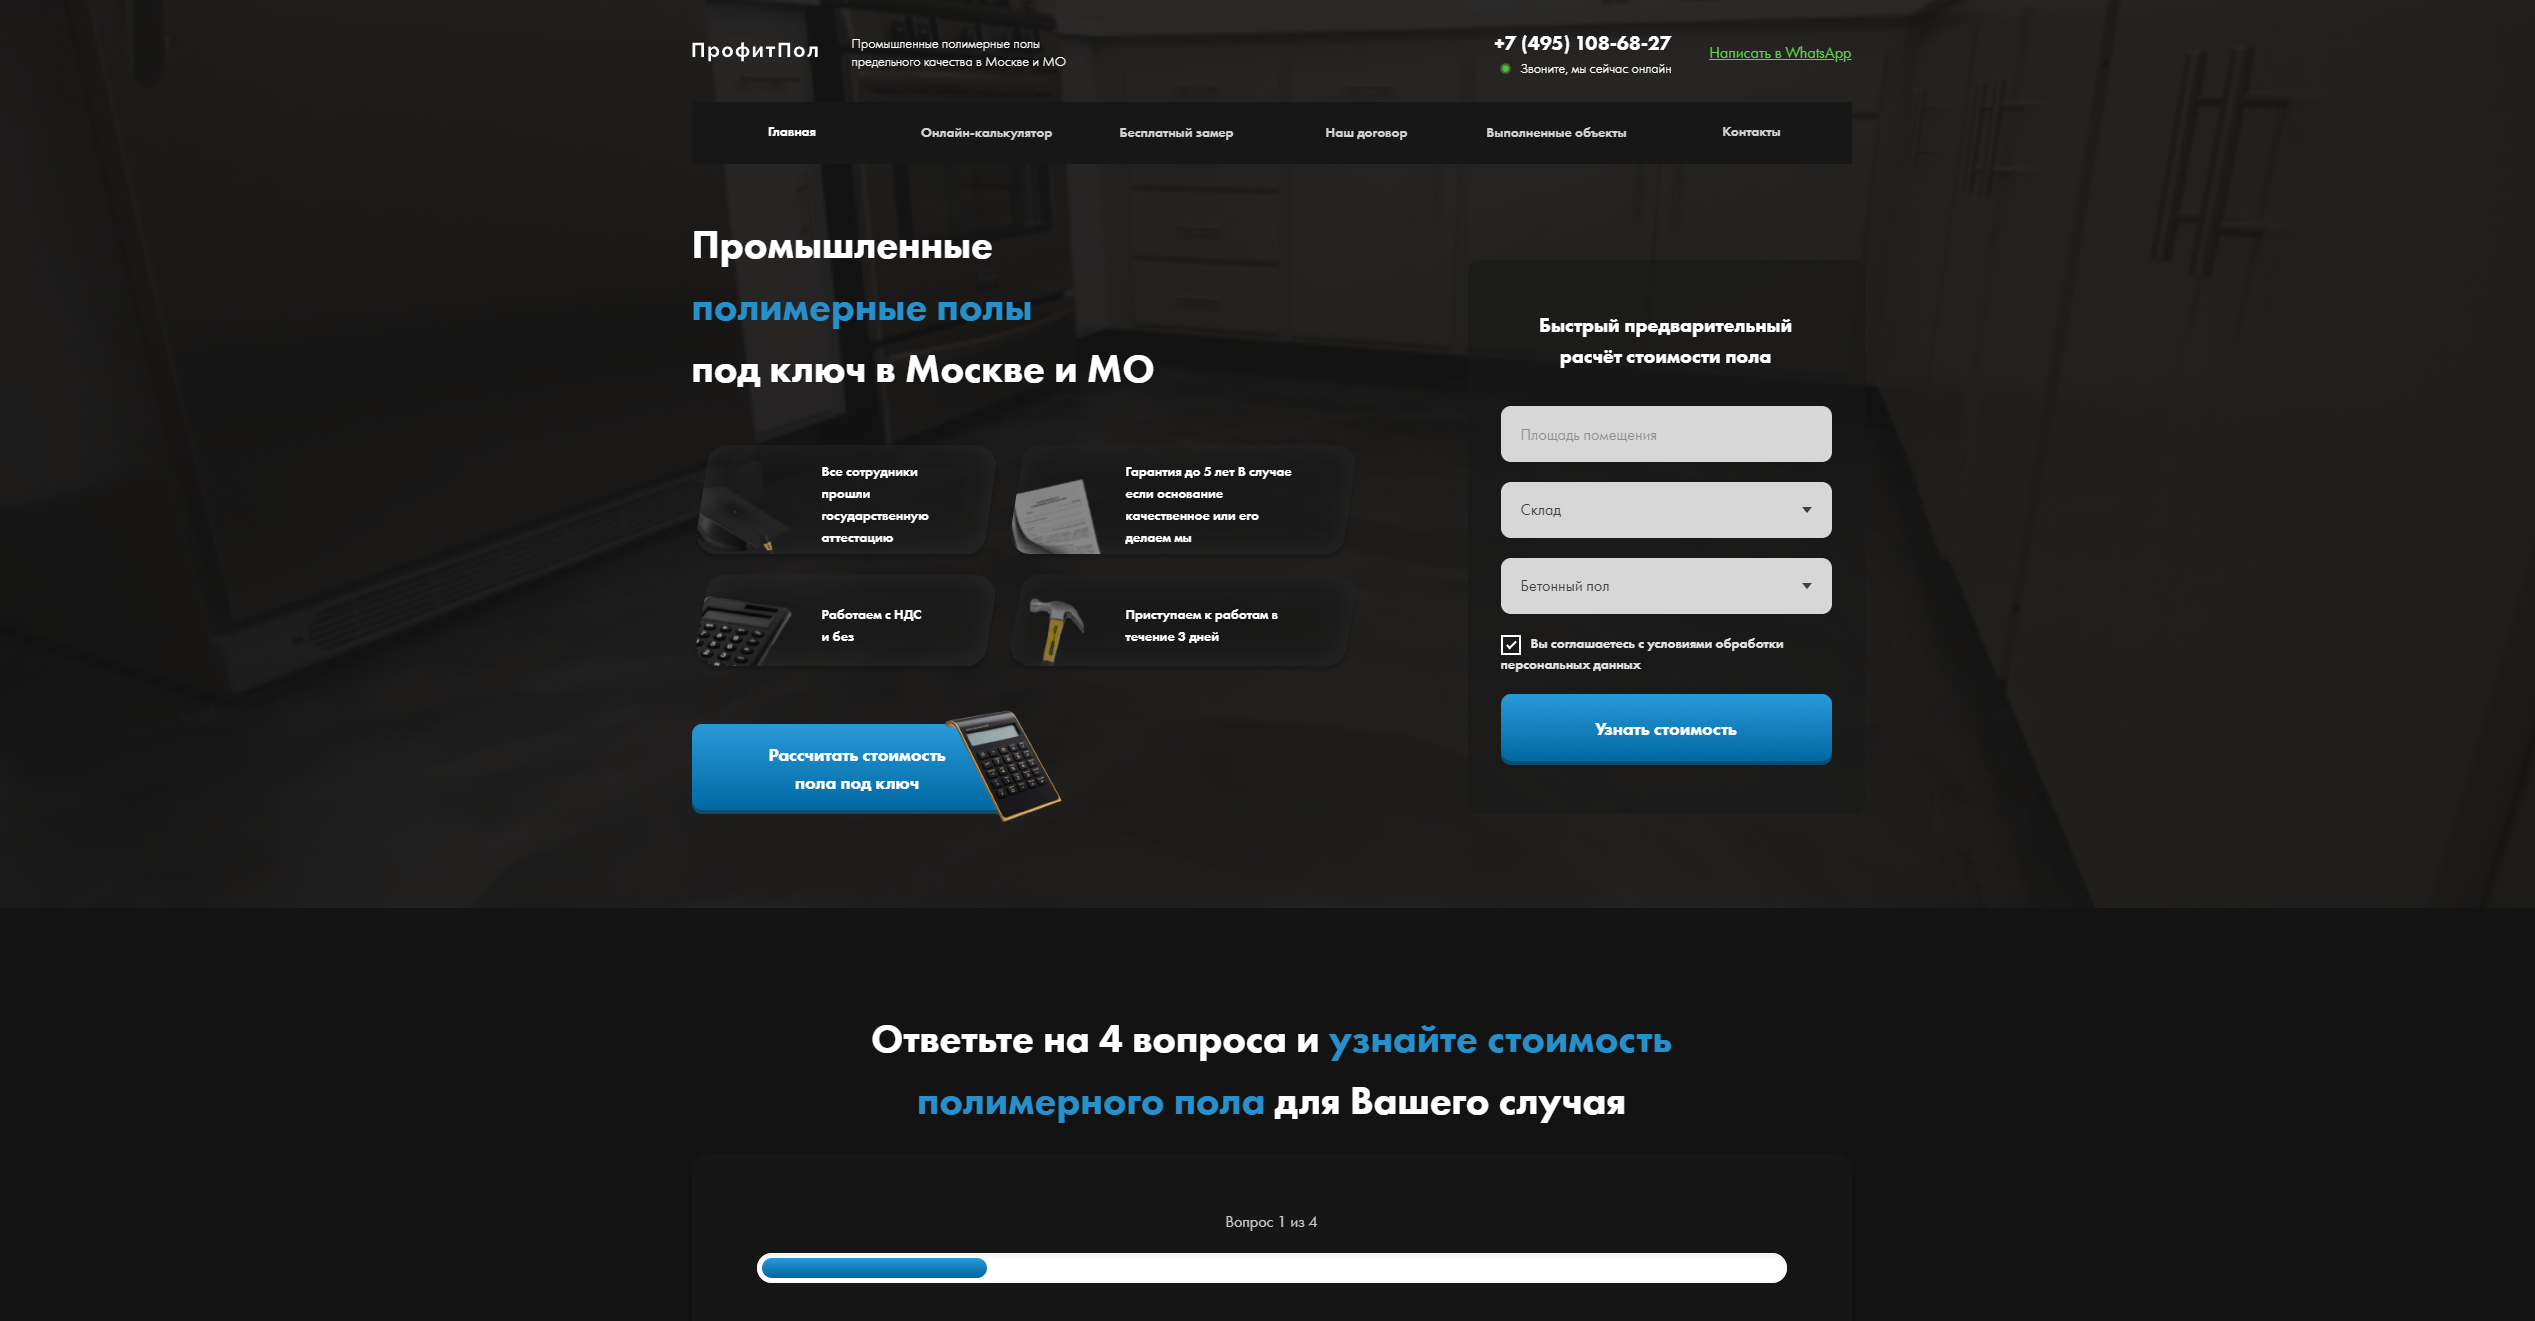 ПрофитПол
Промышленные полимерные полы
предельного качества в Москве и МО
+7 (495) 108-68-27
Звоните, мы сейчас онлайн
Написать в WhatsApp
Главная
Онлайн-калькулятор
Бесплатный замер
Наш договор
Выполненные объекты
Контакты
Промышленные
полимерные полы
под ключ в Москве и МО
Все сотрудники
прошли
государственную
аттестацию
Гарантия до 5 лет В случае
если основание
качественное или его
делаем мы
Работаем с НДС
и без
Приступаем к работам в
течение 3 дней
Рассчитать стоимость
пола под ключ
Быстрый предварительный
расчёт стоимости пола
Площадь помещения
Склад
Бетонный пол
Вы соглашаетесь с условиями обработки
персональных данных
Узнать стоимость
Ответьте на 4 вопроса и узнайте стоимость
полимерного пола для Вашего случая
Вопрос 1 из 4